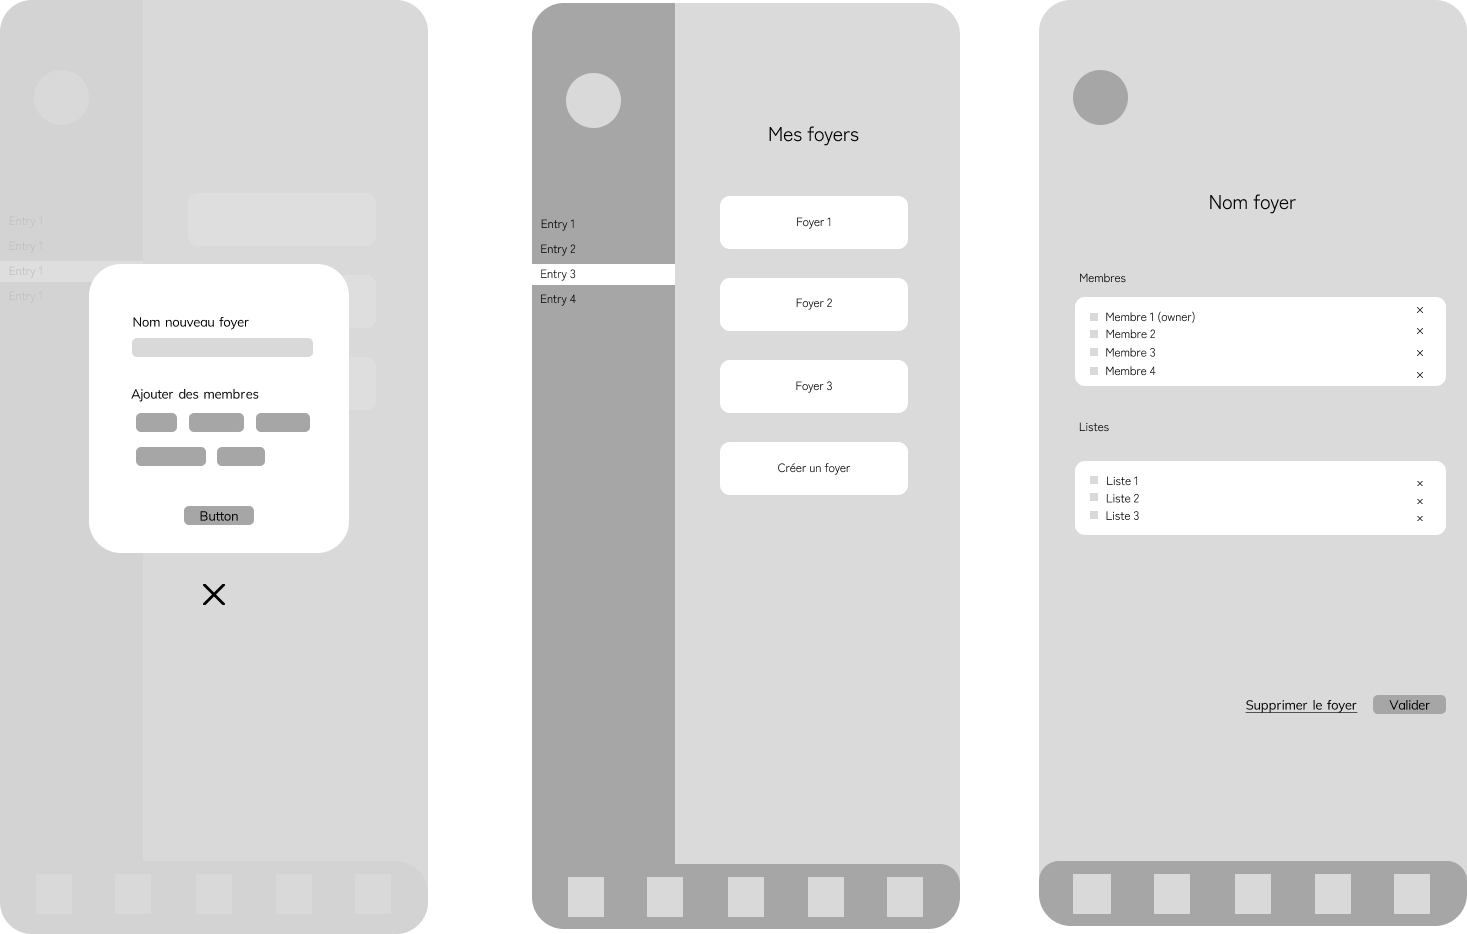 Entry 1
Entry 1
Entry 1
Entry 1
Nom nouveau foyer
Ajouter des membres
Button
Mes foyers
Entry 1
Entry 2
Entry 3
Entry 4
Foyer 1
Foyer 2
Foyer 3
Créer un foyer
Nom foyer
Membres
Membre 1 (owner)
Membre 2
Membre 3
Membre 4
Listes
Liste 1
Liste 2
Liste 3
Supprimer le foyer
Valider